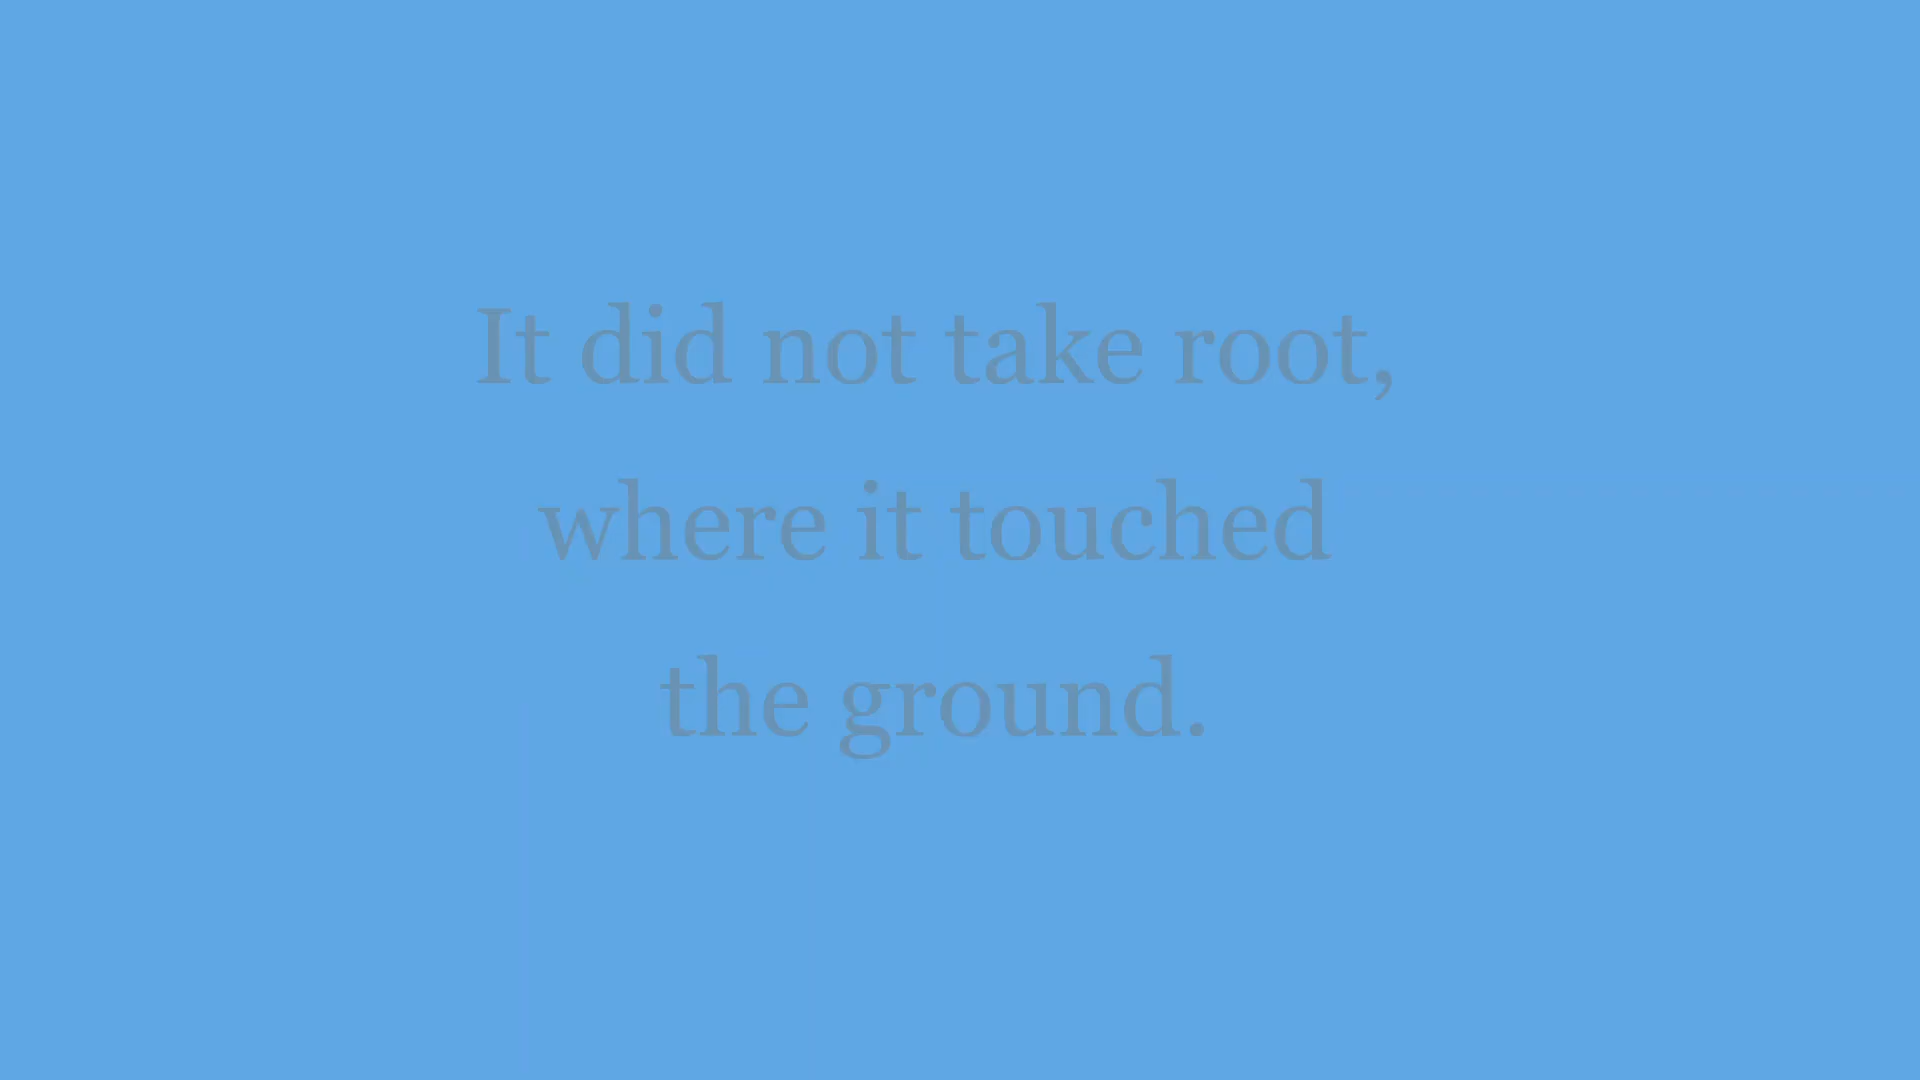 It did not take root,
where it touched
the ground.